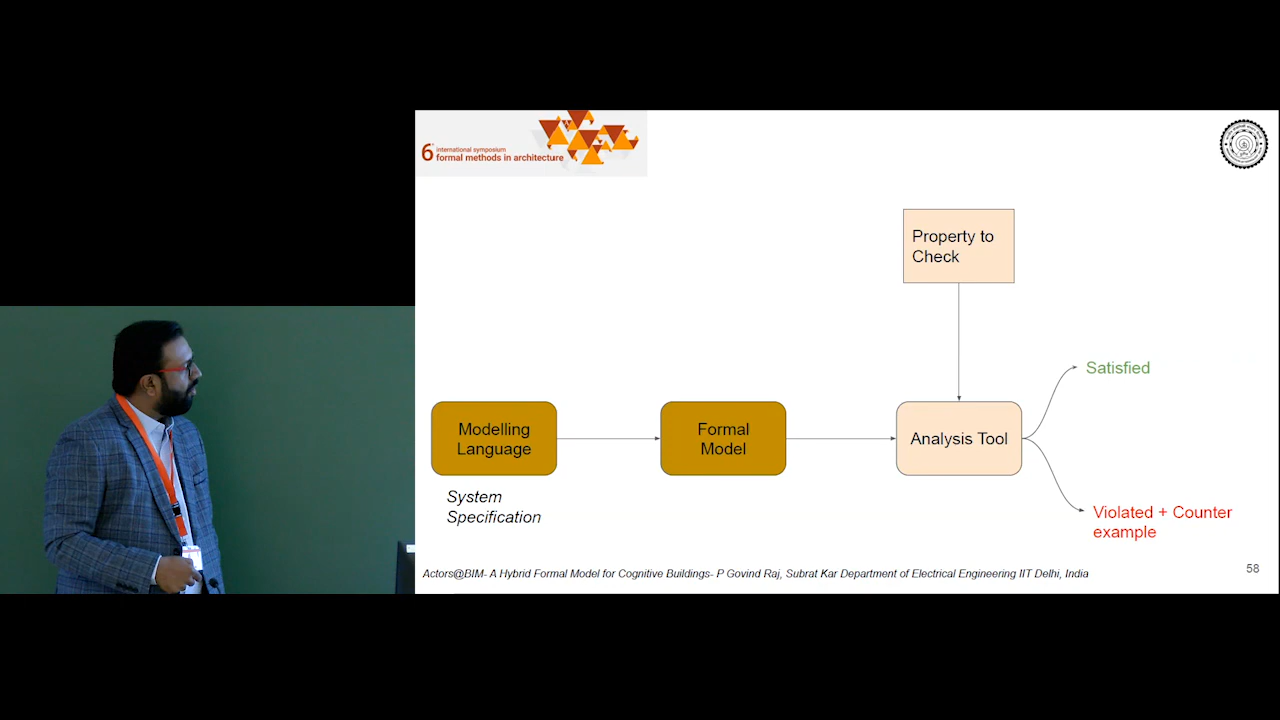 6th international symposium
formal methods in architecture
Property to
Check
Satisfied
Modelling
Language
Formal
Model
Analysis Tool
System
Specification
Violated + Counter
example
Actors@BIM- A Hybrid Formal Model for Cognitive Buildings- P Govind Raj, Subrat Kar Department of Electrical Engineering IIT Delhi, India
58